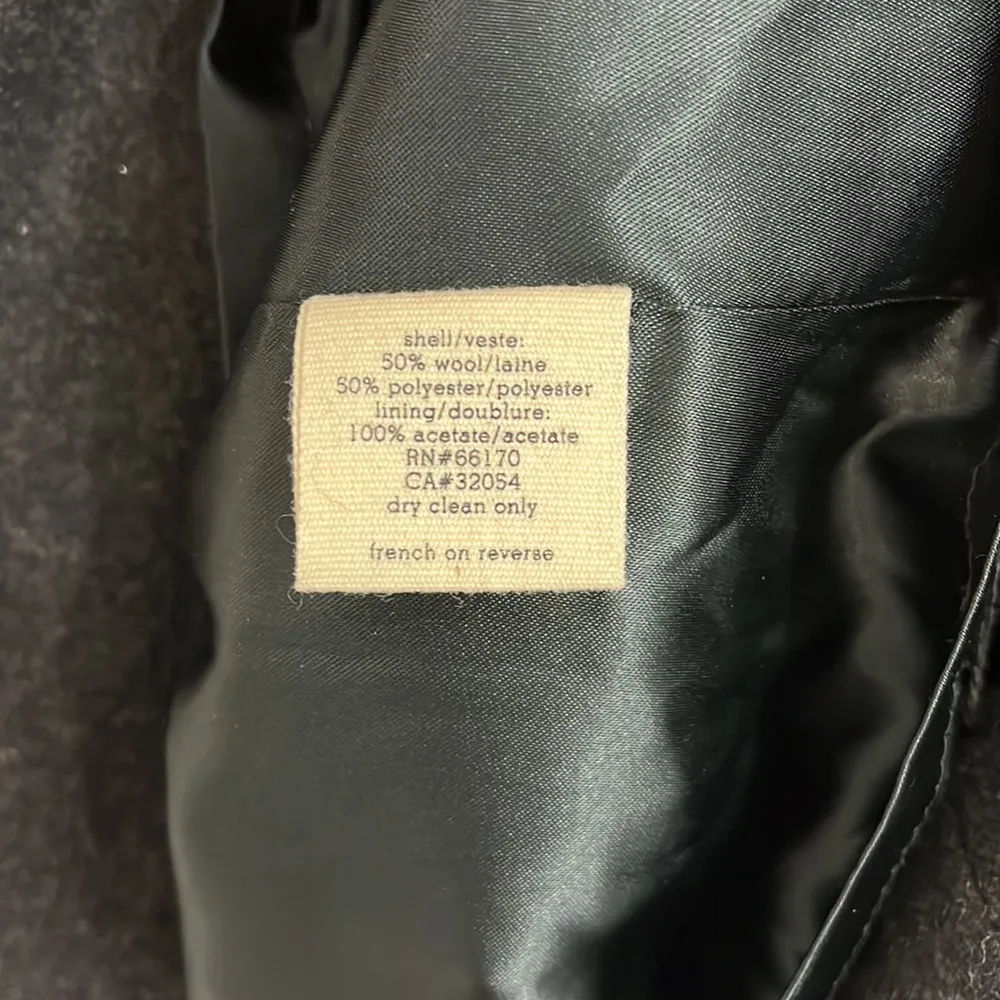 shell/veste:
50% wool/laine
50% polyester/polyester
lining/doublure:
100% acetate/acetate
RN#66170
CA#32054
dry clean only
french on reverse